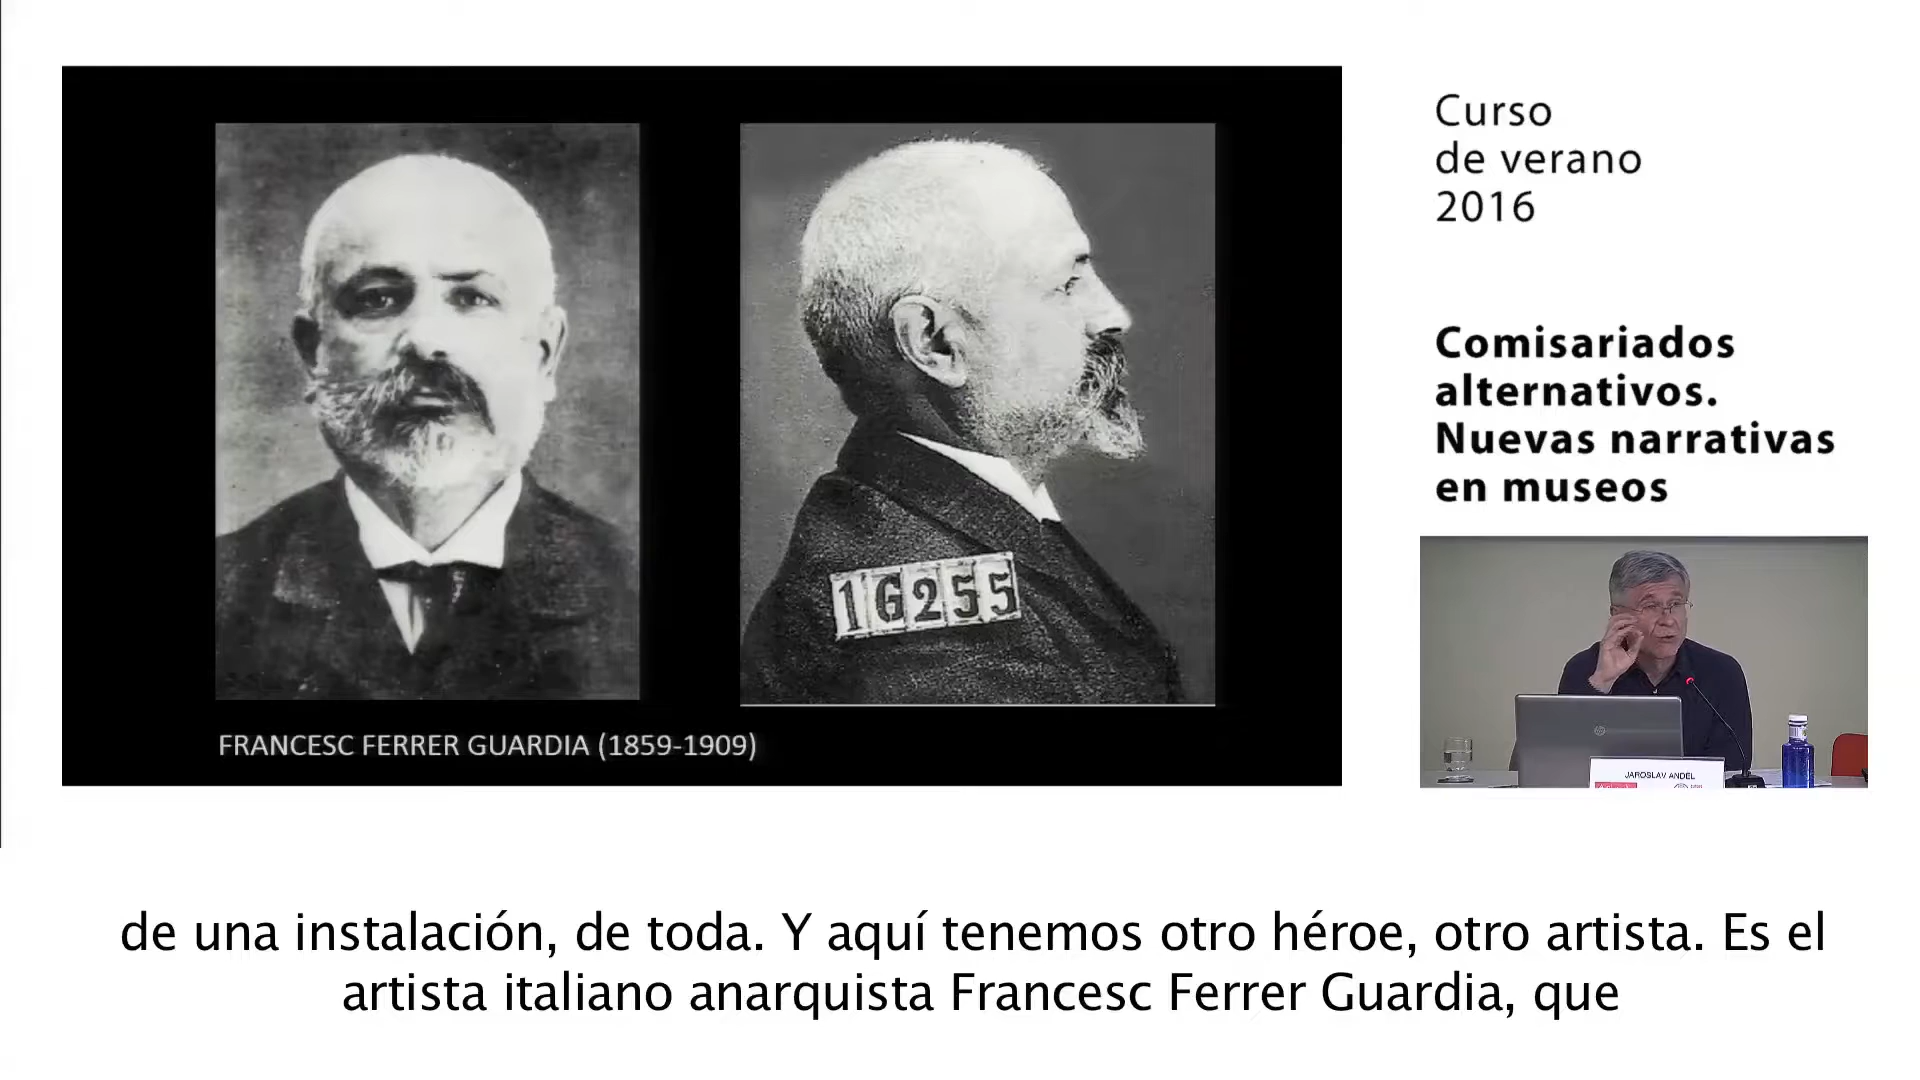 Curso
de verano
2016
Comisariados
alternativos.
Nuevas narrativas
en museos
16255
FRANCESC FERRER GUARDIA (1859-1909)
JAROSLAV ANDEL
de una instalación, de toda. Y aquí tenemos otro héroe, otro artista. Es el
artista italiano anarquista Francesc Ferrer Guardia, que